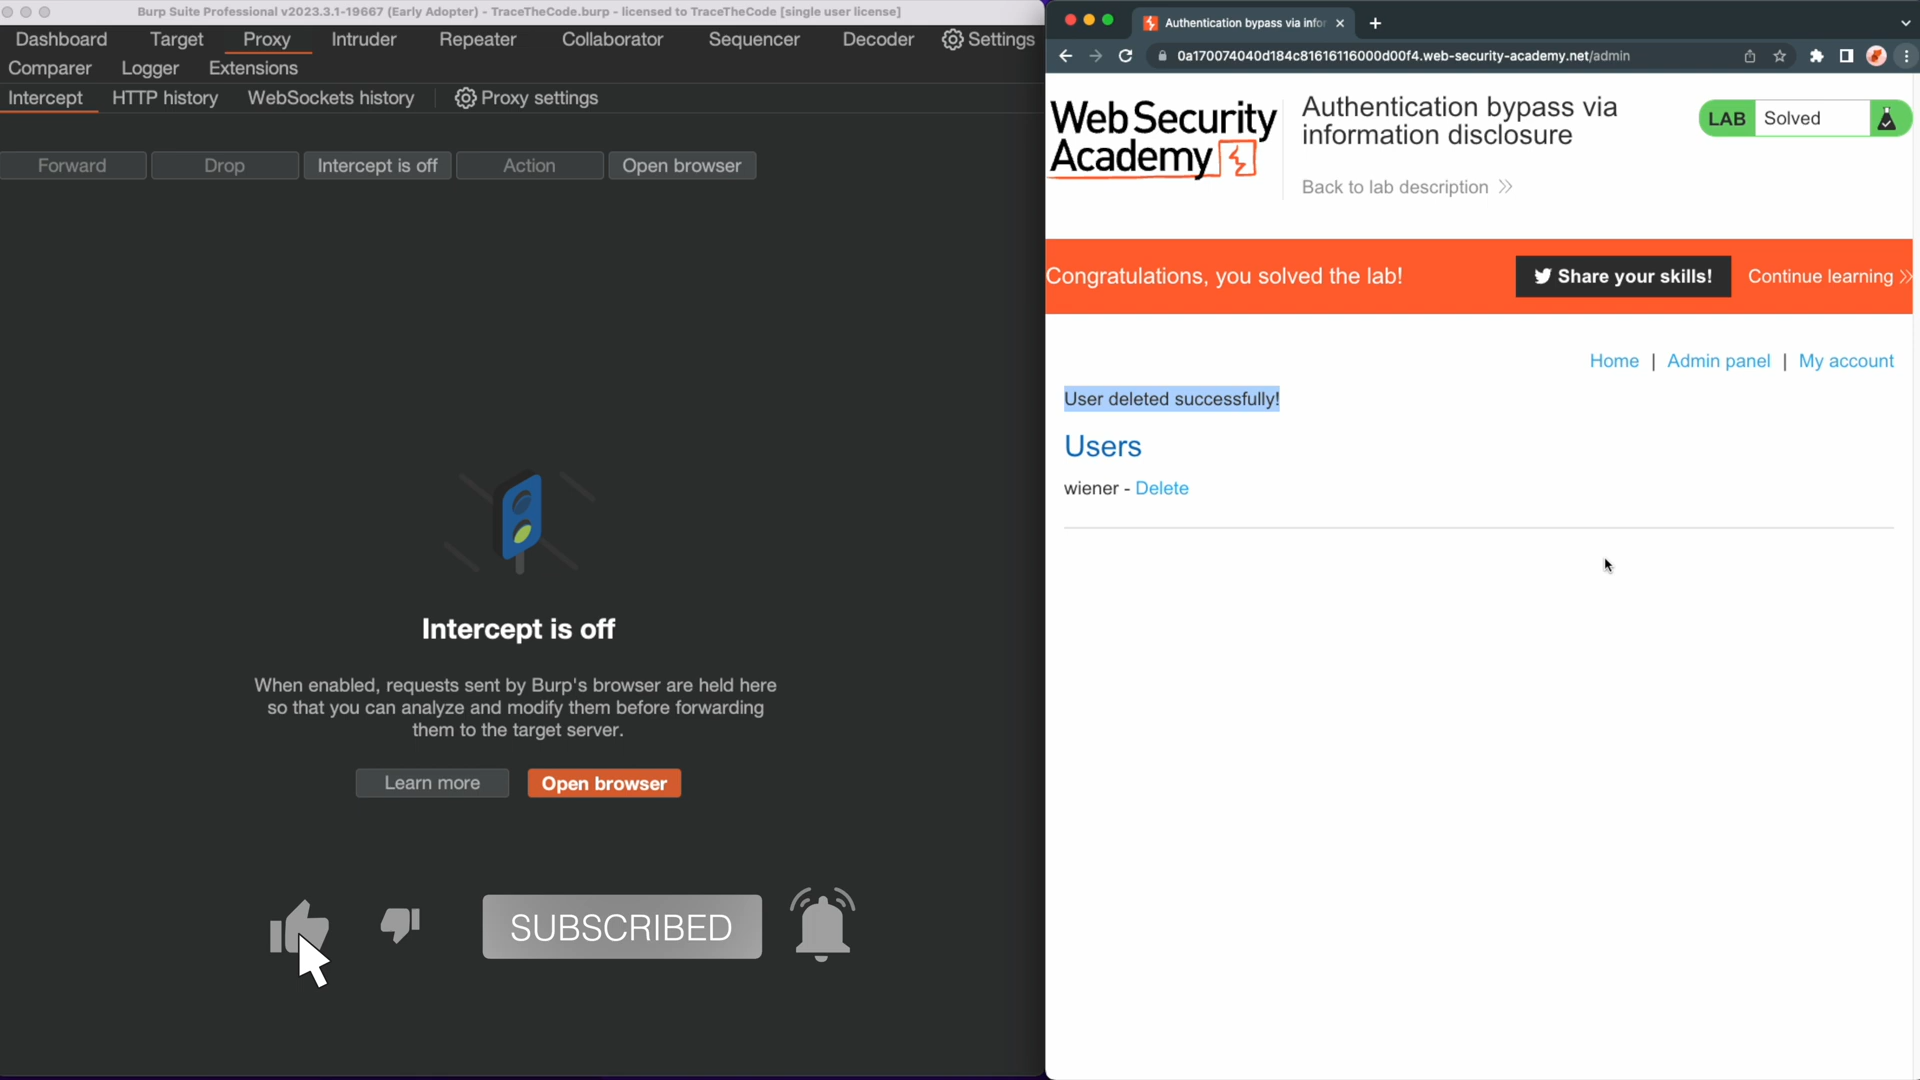 Burp Suite Professional v2023.3.1-19667 (Early Adopter) - TraceTheCode.burp - licensed to TraceTheCode [single user license]
Dashboard Target Proxy Intruder Repeater Collaborator Sequencer Decoder Settings
Comparer Logger Extensions
Intercept HTTP history WebSockets history Proxy settings
Forward Drop Intercept is off Action Open browser
Intercept is off
When enabled, requests sent by Burp's browser are held here
so that you can analyze and modify them before forwarding
them to the target server.
Learn more Open browser
SUBSCRIBED
Authentication bypass via infor
0a170074040d184c81616116000d00f4.web-security-academy.net/admin
Web Security
Academy
Authentication bypass via
information disclosure
Back to lab description
LAB Solved
Congratulations, you solved the lab!
Share your skills! Continue learning
Home | Admin panel | My account
User deleted successfully!
Users
wiener - Delete